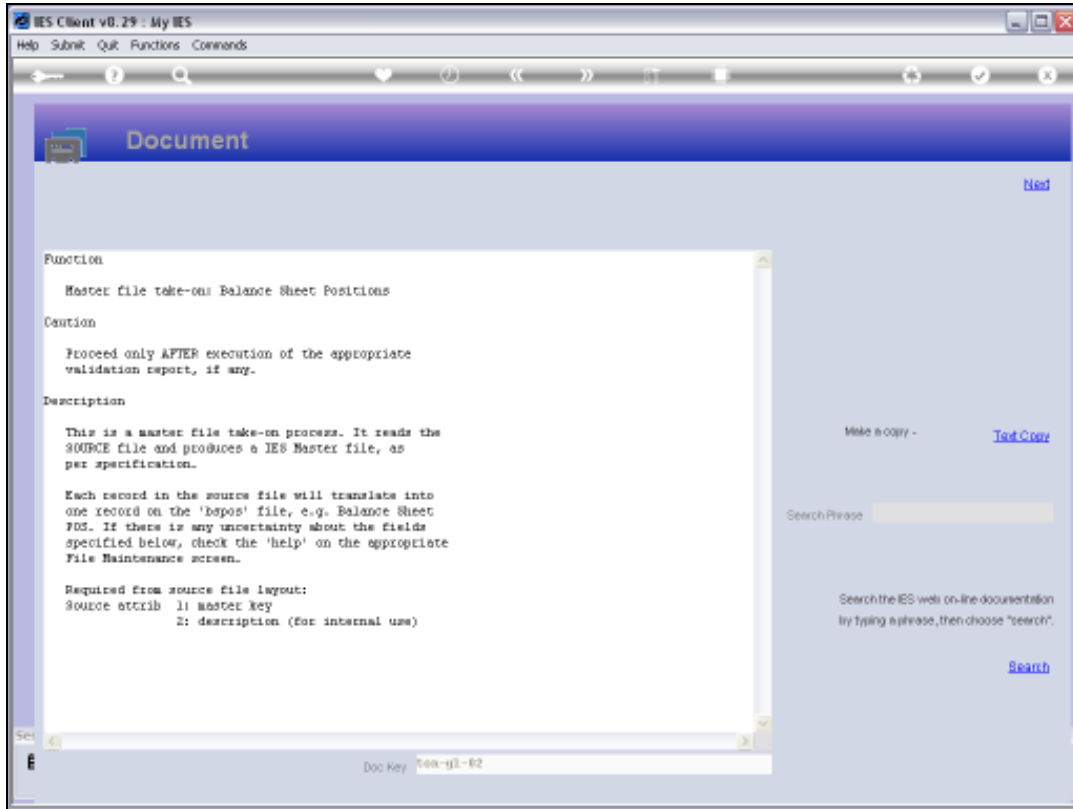 IES Client v8.29 : My IES
Help Submit Quit Functions Commands
Document
Next
Function
Master file take-on: Balance Sheet Positions
Caution
Proceed only AFTER execution of the appropriate
validation report, if any.
Description
This is a master file take-on process. It reads the
SOURCE file and produces a IES Master file, as
per specification.
Each record in the source file will translate into
one record on the 'bspos' file, e.g. Balance Sheet
POS. If there is any uncertainty about the fields
specified below, check the 'help' on the appropriate
File Maintenance screen.
Required from source file layout:
Source attrib 1: master key
2: description (for internal use)
Make a copy -
Text Copy
Search Phrase
Search the IES web on-line documentation
by typing a phrase, then choose "search".
Search
Doc Key ton-gl-02